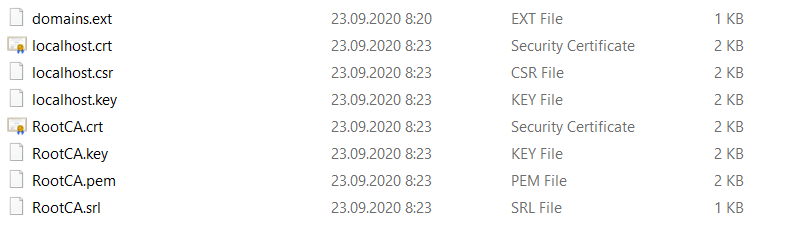 domains.ext 23.09.2020 8:20 EXT File 1 KB
localhost.crt 23.09.2020 8:23 Security Certificate 2 KB
localhost.csr 23.09.2020 8:23 CSR File 2 KB
localhost.key 23.09.2020 8:23 KEY File 2 KB
RootCA.crt 23.09.2020 8:23 Security Certificate 2 KB
RootCA.key 23.09.2020 8:23 KEY File 2 KB
RootCA.pem 23.09.2020 8:23 PEM File 2 KB
RootCA.srl 23.09.2020 8:23 SRL File 1 KB